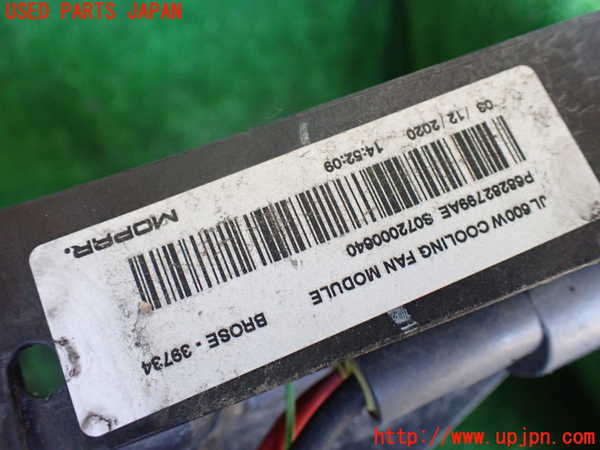 USED PARTS JAPAN
JL 600W COOLING FAN MODULE
BROSE - 39734
P68282799AE S072000640
03 / 12 / 2020 14:52:09
MOPAR.
http://www.upjpn.com/